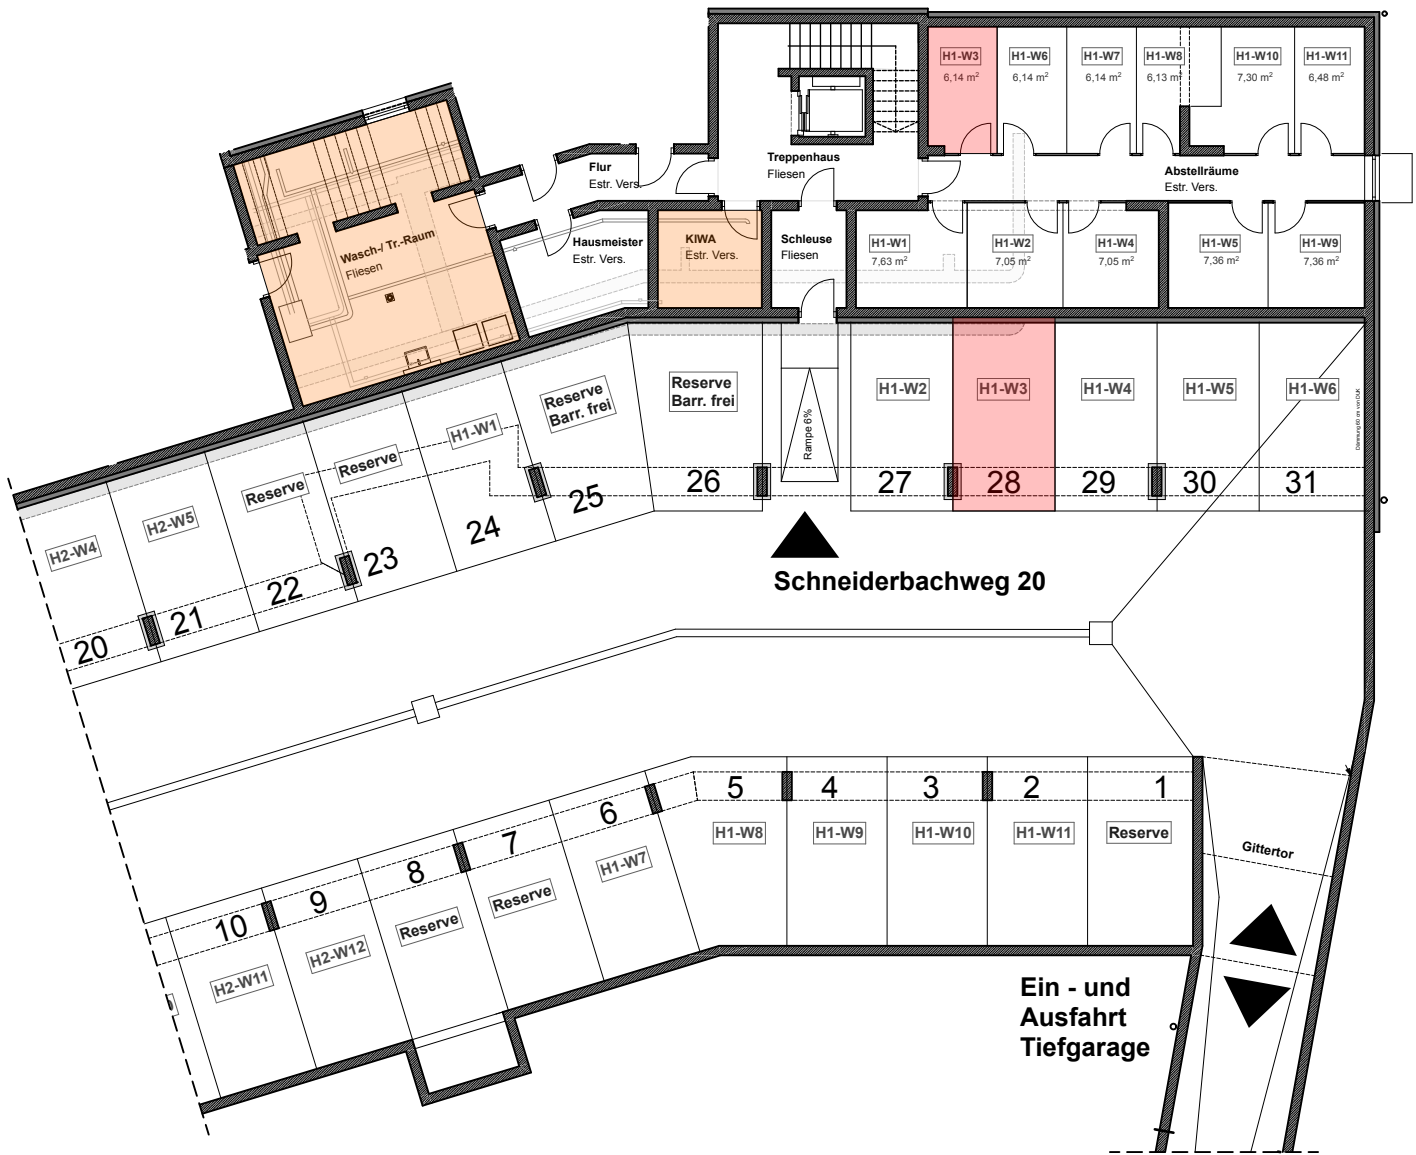 H1-W3
6,14 m²
H1-W6
6,14 m²
H1-W7
6,14 m²
H1-W8
6,13 m²
H1-W10
7,30 m²
H1-W11
6,48 m²
Flur
Estr. Vers.
Treppenhaus
Fliesen
Abstellräume
Estr. Vers.
Wasch-/ Tr.-Raum
Fliesen
Hausmeister
Estr. Vers.
KIWA
Estr. Vers.
Schleuse
Fliesen
H1-W1
7,63 m²
H1-W2
7,05 m²
H1-W4
7,05 m²
H1-W5
7,36 m²
H1-W9
7,36 m²
H2-W4
20
H2-W5
21
Reserve
22
Reserve
23
H1-W1
24
Reserve
Barr. frei
25
Reserve
Barr. frei
26
Rampe 6%
H1-W2
27
H1-W3
28
H1-W4
29
H1-W5
30
H1-W6
31
Schneiderbachweg 20
10
H2-W11
9
H2-W12
8
Reserve
7
Reserve
6
H1-W7
5
H1-W8
4
H1-W9
3
H1-W10
2
H1-W11
1
Reserve
Gittertor
Ein - und
Ausfahrt
Tiefgarage